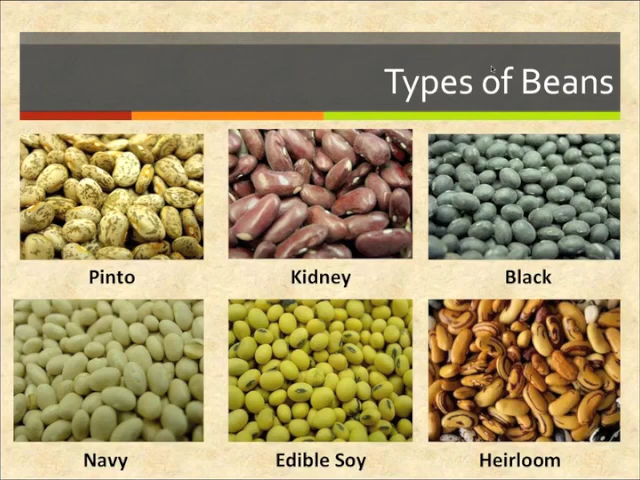 Types of Beans
Pinto
Kidney
Black
Navy
Edible Soy
Heirloom